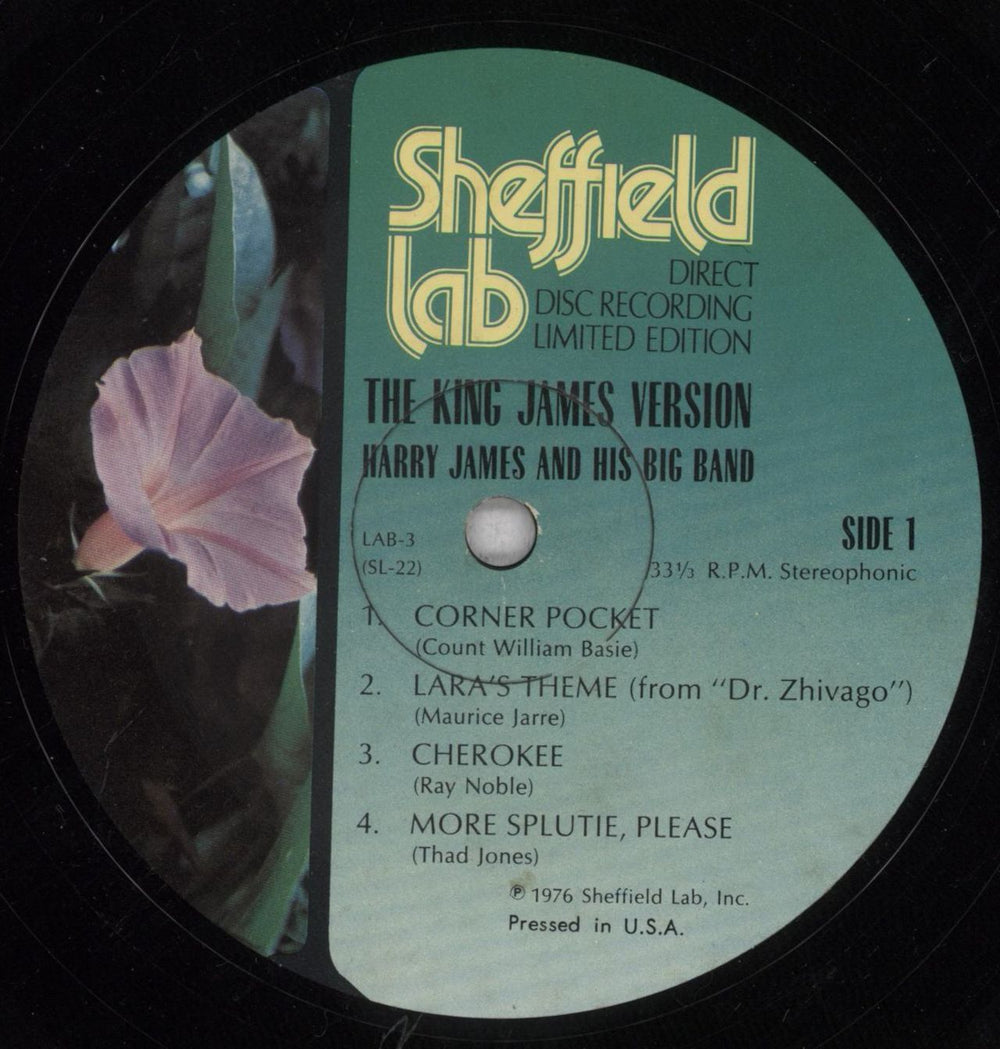 Sheffield
lab
DIRECT
DISC RECORDING
LIMITED EDITION
THE KING JAMES VERSION
HARRY JAMES AND HIS BIG BAND
LAB-3
(SL-22)
SIDE 1
33⅓ R.P.M. Stereophonic
1. CORNER POCKET
(Count William Basie)
2. LARA'S THEME (from "Dr. Zhivago")
(Maurice Jarre)
3. CHEROKEE
(Ray Noble)
4. MORE SPLUTIE, PLEASE
(Thad Jones)
℗ 1976 Sheffield Lab, Inc.
Pressed in U.S.A.